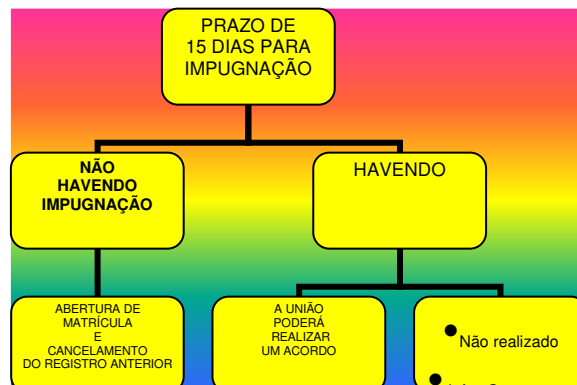 PRAZO DE
15 DIAS PARA
IMPUGNAÇÃO
NÃO
HAVENDO
IMPUGNAÇÃO
HAVENDO
ABERTURA DE
MATRÍCULA
E
CANCELAMENTO
DO REGISTRO ANTERIOR
A UNIÃO
PODERÁ
REALIZAR
UM ACORDO
● Não realizado
●